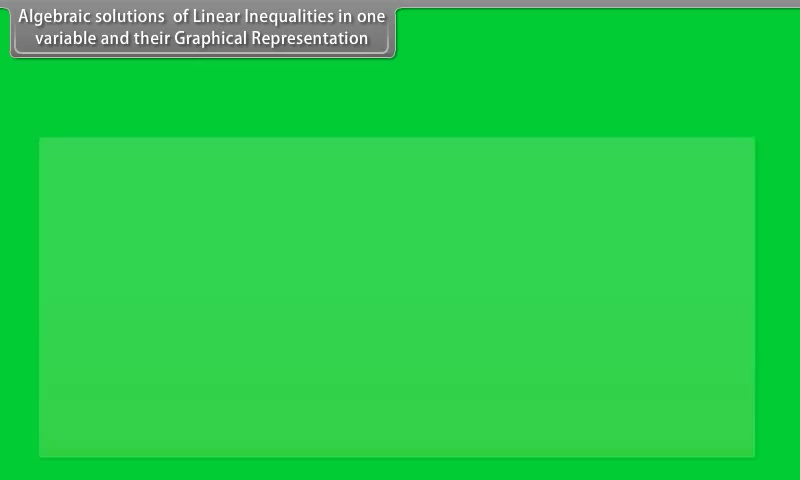 Algebraic solutions of Linear Inequalities in one
variable and their Graphical Representation